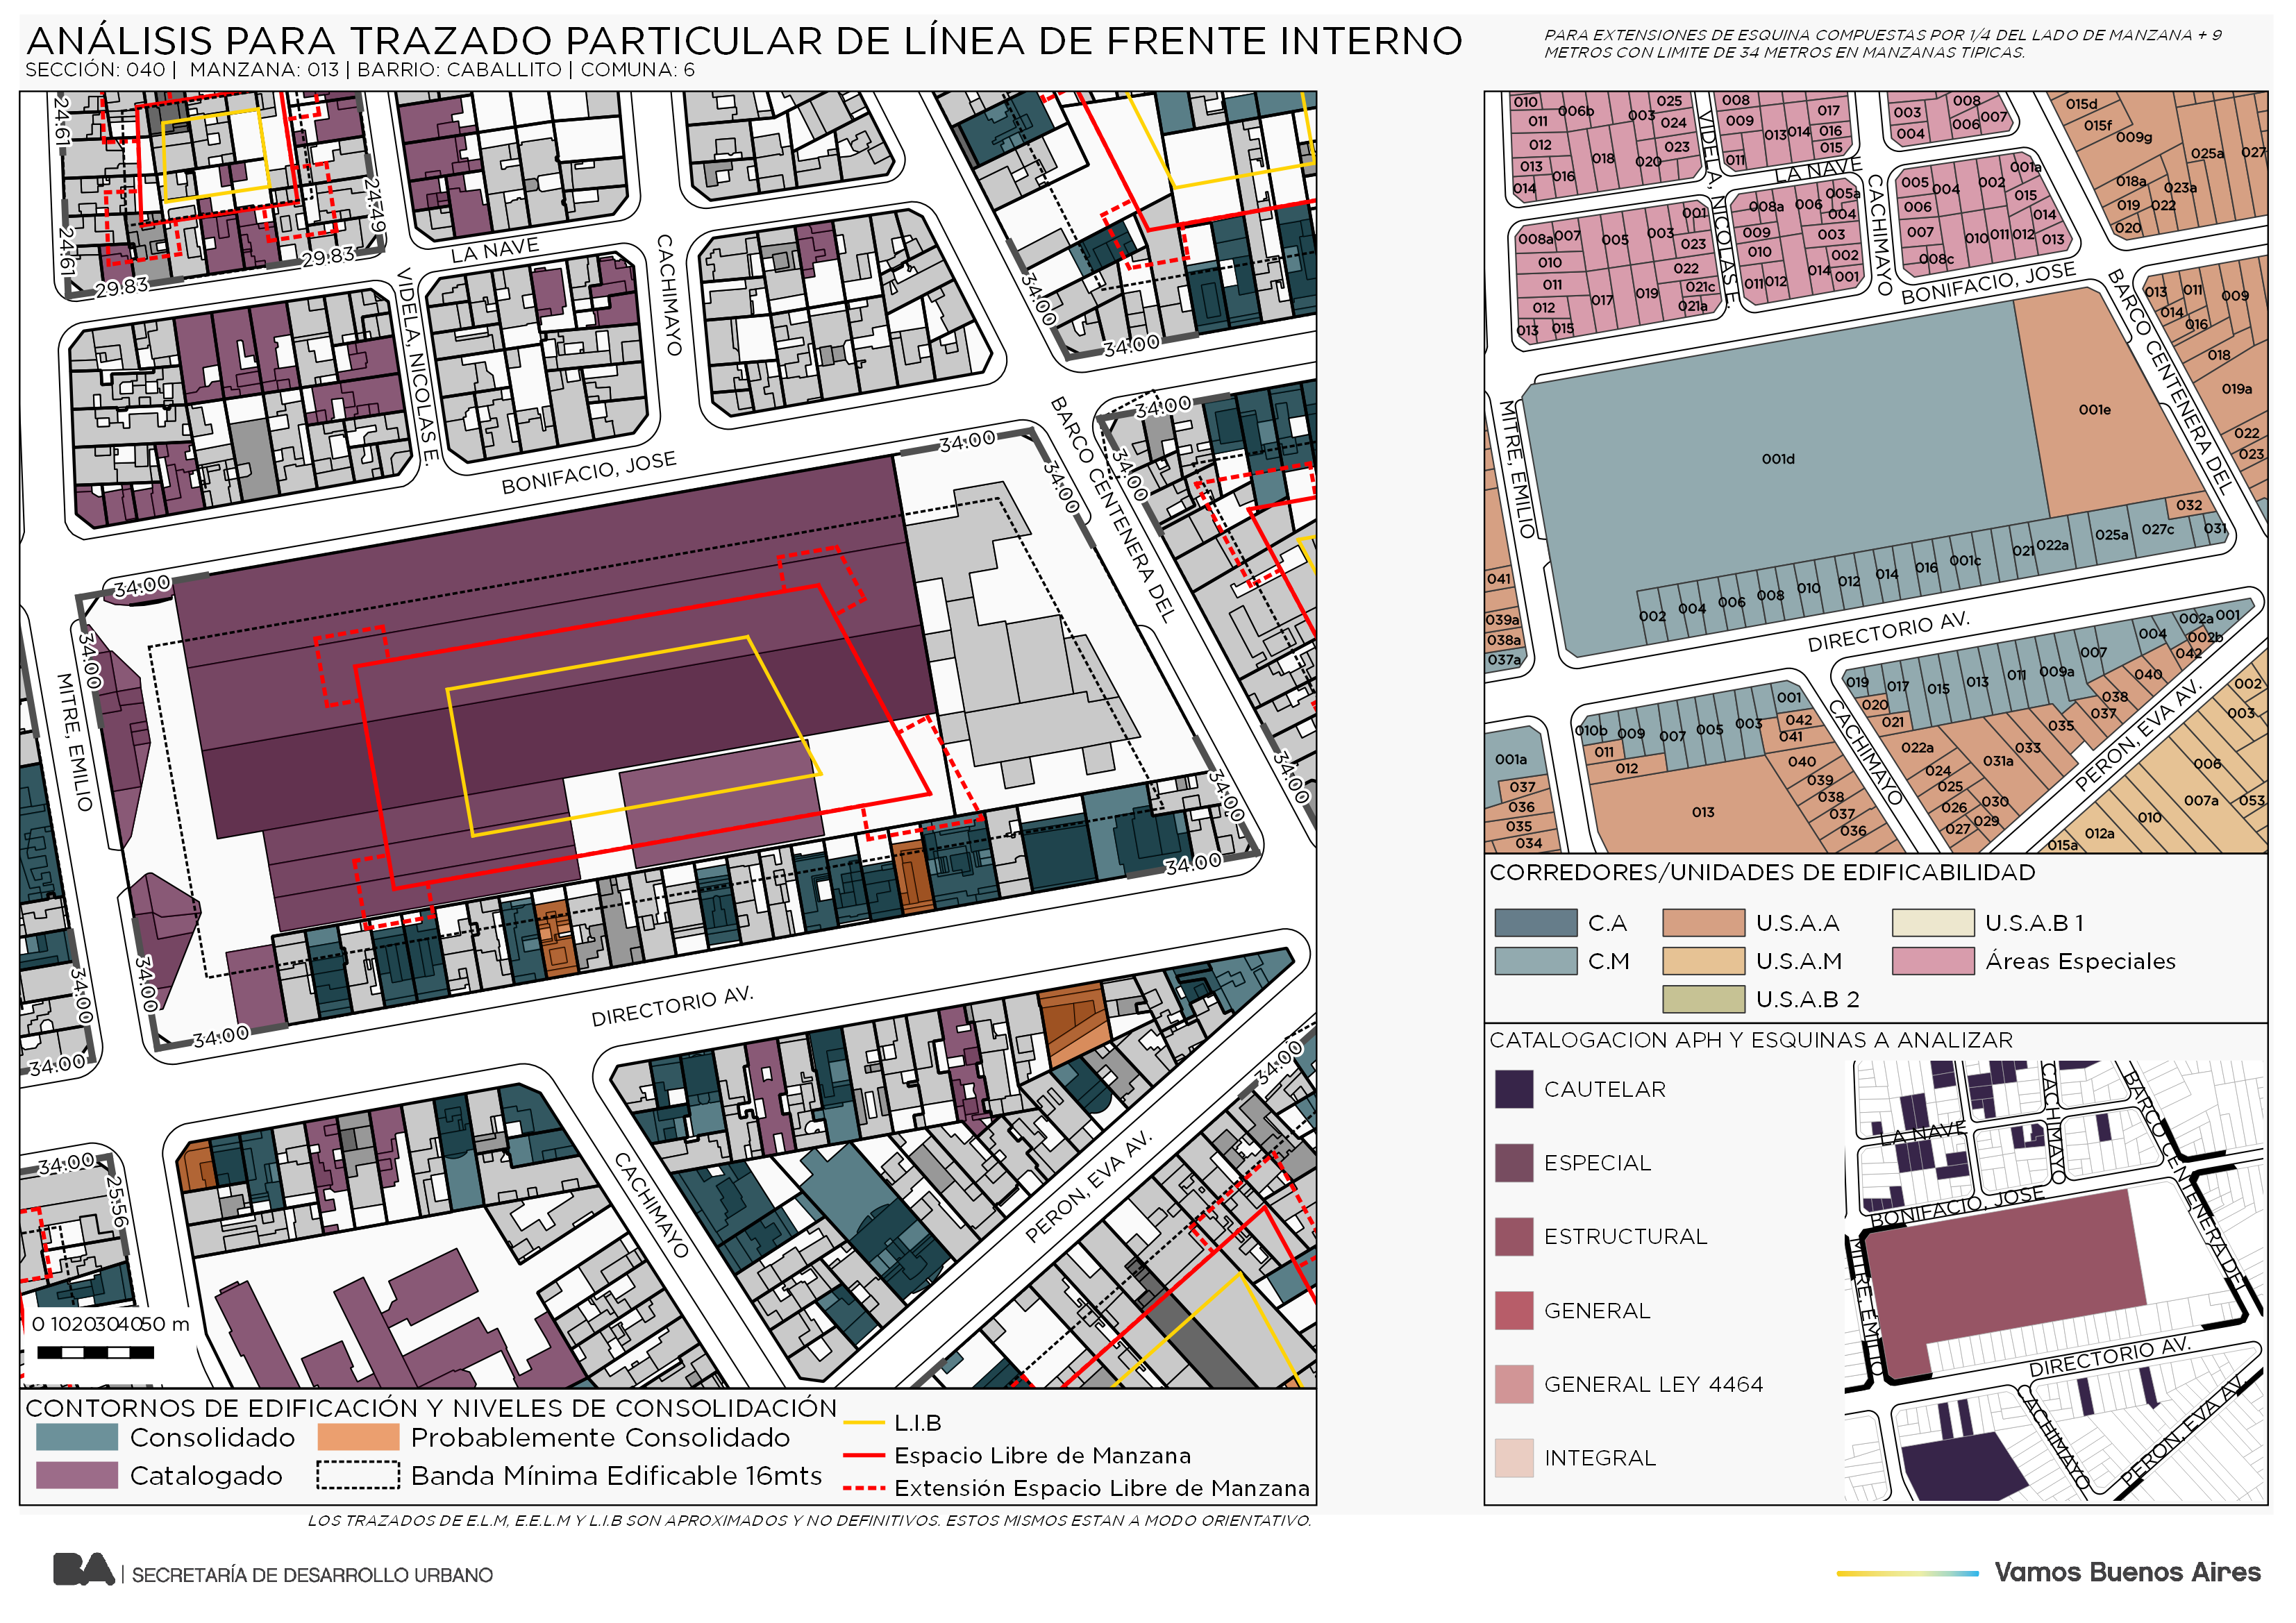 ANÁLISIS PARA TRAZADO PARTICULAR DE LÍNEA DE FRENTE INTERNO
SECCIÓN: 040 | MANZANA: 013 | BARRIO: CABALLITO | COMUNA: 6
PARA EXTENSIONES DE ESQUINA COMPUESTAS POR 1/4 DEL LADO DE MANZANA + 9
METROS CON LIMITE DE 34 METROS EN MANZANAS TIPICAS.
24.61
24.61
29.83
29.83
24.49
LA NAVE
VIDELA, NICOLAS E.
CACHIMAYO
BONIFACIO, JOSE
34.00
34.00
34.00
34.00
34.00
34.00
BARCO CENTENERA DEL
34.00
34.00
MITRE, EMILIO
34.00
34.00
34.00
34.00
34.00
34.00
34.00
34.00
DIRECTORIO AV.
34.00
34.00
25.56
CACHIMAYO
PERON, EVA AV.
0 1020304050 m
CONTORNOS DE EDIFICACIÓN Y NIVELES DE CONSOLIDACIÓN
Consolidado
Probablemente Consolidado
Catalogado
Banda Mínima Edificable 16mts
L.I.B
Espacio Libre de Manzana
Extensión Espacio Libre de Manzana
LOS TRAZADOS DE E.L.M, E.E.L.M Y L.I.B SON APROXIMADOS Y NO DEFINITIVOS. ESTOS MISMOS ESTAN A MODO ORIENTATIVO.
010 006b 003 025 008 017 003 008 015d
011 024 009 004 006 007 015f 009g
012 018 020 023 013 014 016 015 025a 027
013 016 011 018a 023a
014 019 022
020
VIDELA, NICOLAS E.
LA NAVE
CACHIMAYO
001 008a 006 005a 004 005 004 002 001a
008a 007 005 003 023 009 003 006 015 014
010 022 010 002 007 010 011 012 013
011 017 019 021c 011 012 014 001 008c
012 021a
013 015
BONIFACIO, JOSE
BARCO CENTENERA DEL
013 011 009
014 016
018
019a
022
023
MITRE, EMILIO
001d
001e
032
041
039a
038a
037a
002 004 006 008 010 012 014 016 001c 021 022a 025a 027c 031
DIRECTORIO AV.
001a
037
036
035
034
010b 009 007 005 003 001
011 042
012 041
013 040
039
038
037
036
CACHIMAYO
019 017 015 013 011 009a 007 004 002a 001
020 002b
021 042
022a 031a 033 035 037 038 040
024
025
026 030
027 029
PERON, EVA AV.
002
003
006
007a 053
010
012a
015a
CORREDORES/UNIDADES DE EDIFICABILIDAD
C.A
U.S.A.A
U.S.A.B 1
C.M
U.S.A.M
Áreas Especiales
U.S.A.B 2
CATALOGACION APH Y ESQUINAS A ANALIZAR
CAUTELAR
ESPECIAL
ESTRUCTURAL
GENERAL
GENERAL LEY 4464
INTEGRAL
LA NAVE
CACHIMAYO
BARCO CENTENERA DEL
BONIFACIO, JOSE
MITRE, EMILIO
DIRECTORIO AV.
CACHIMAYO
PERON, EVA AV.
BA | SECRETARÍA DE DESARROLLO URBANO
Vamos Buenos Aires